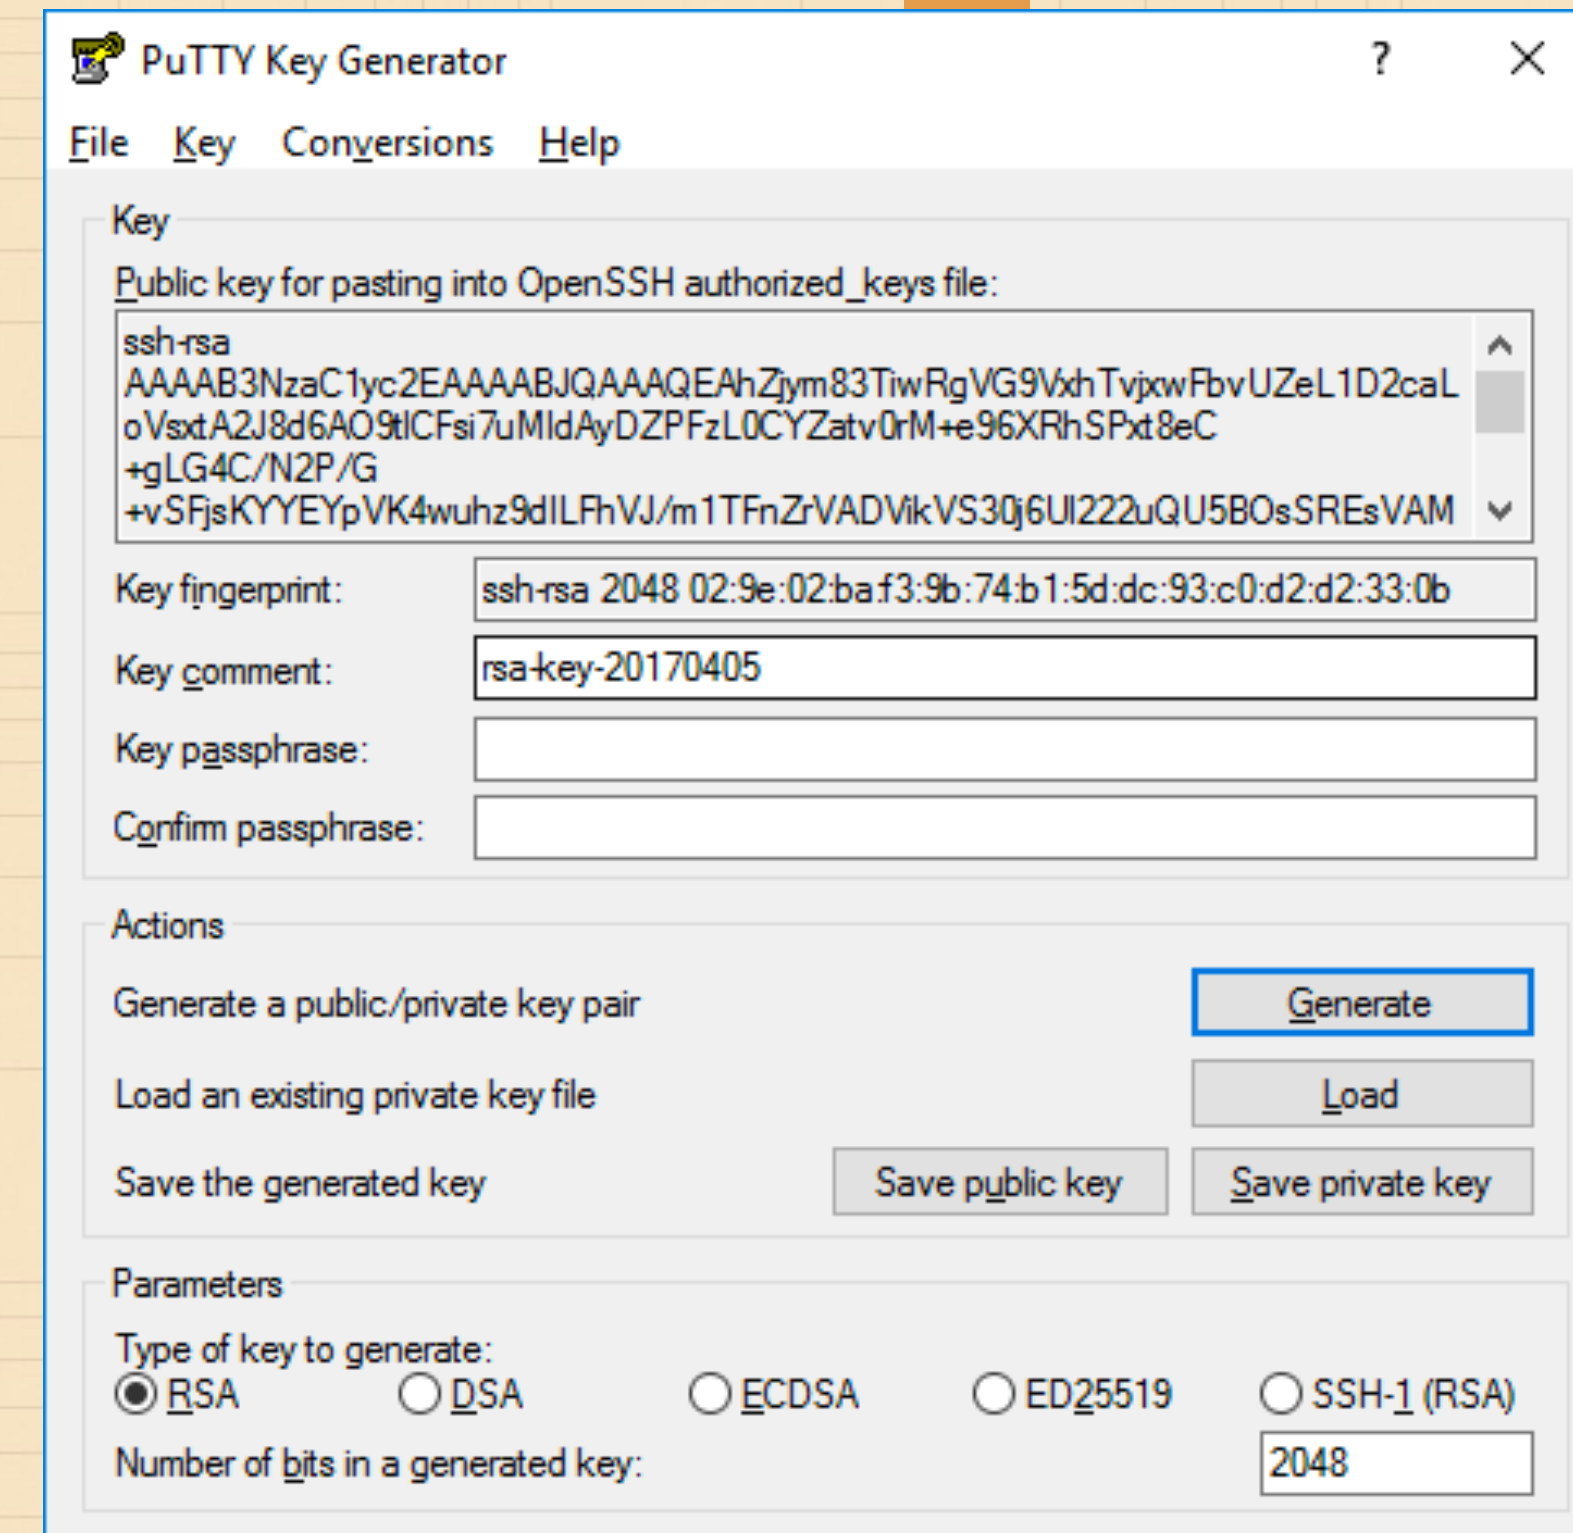 PuTTY Key Generator ?
File Key Conversions Help
Key
Public key for pasting into OpenSSH authorized_keys file:
ssh-rsa
AAAAB3NzaC1yc2EAAAABJQAAAQEAhZjym83TiwRgVG9VxhTvjxwFbvUZeL1D2caL
oVsxtA2J8d6AO9tlCFsi7uMIdAyDZPFzL0CYZatv0rM+e96XRhSPxt8eC
+gLG4C/N2P/G
+vSFjsKYYEYpVK4wuhz9dILFhVJ/m1TFnZrVADVikVS30j6Ul222uQU5BOsSREsVAM
Key fingerprint: ssh-rsa 2048 02:9e:02:ba:f3:9b:74:b1:5d:dc:93:c0:d2:d2:33:0b
Key comment: rsa-key-20170405
Key passphrase:
Confirm passphrase:
Actions
Generate a public/private key pair Generate
Load an existing private key file Load
Save the generated key Save public key Save private key
Parameters
Type of key to generate:
RSA DSA ECDSA ED25519 SSH-1 (RSA)
Number of bits in a generated key: 2048